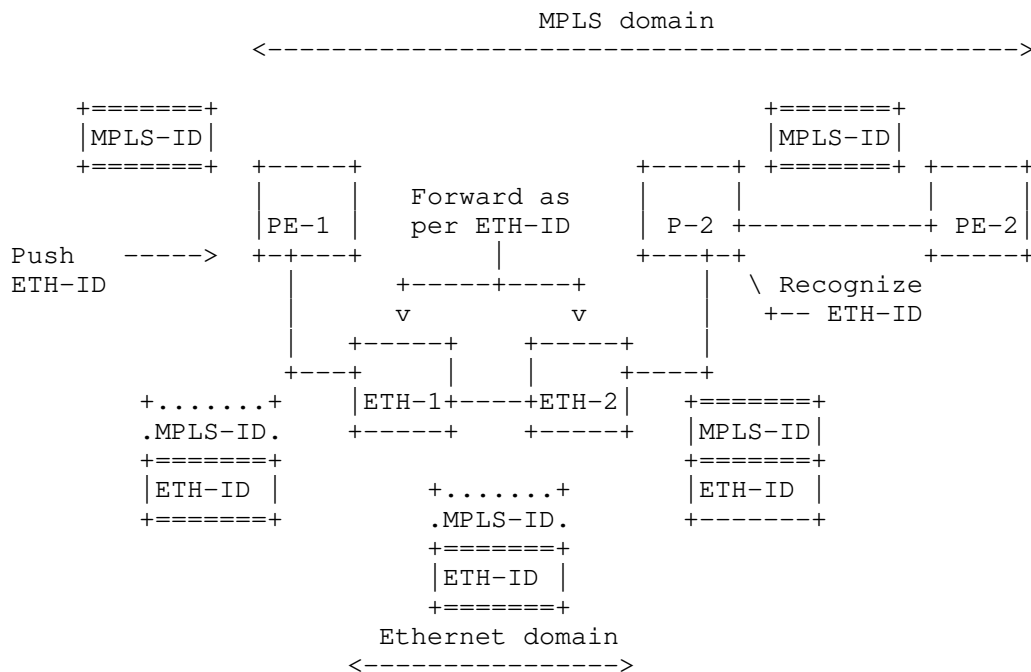 MPLS domain
<----------------------------------------------->
+=======+ +=======+
|MPLS-ID| |MPLS-ID|
+=======+ +-----+ +-----+ +=======+ +-----+
| | Forward as | | | |
|PE-1 | per ETH-ID | P-2 +-----------+ PE-2|
Push -----> +-+---+ | +---+-+ +-----+
ETH-ID | +-----+----+ | \ Recognize
| v v | +-- ETH-ID
| +-----+ +-----+ |
+---+ | | +----+
+.......+ |ETH-1+----+ETH-2| +=======+
.MPLS-ID. +-----+ +-----+ |MPLS-ID|
+=======+ +=======+
|ETH-ID | +.......+ |ETH-ID |
+=======+ .MPLS-ID. +-------+
+=======+
|ETH-ID |
+=======+
Ethernet domain
<---------------->